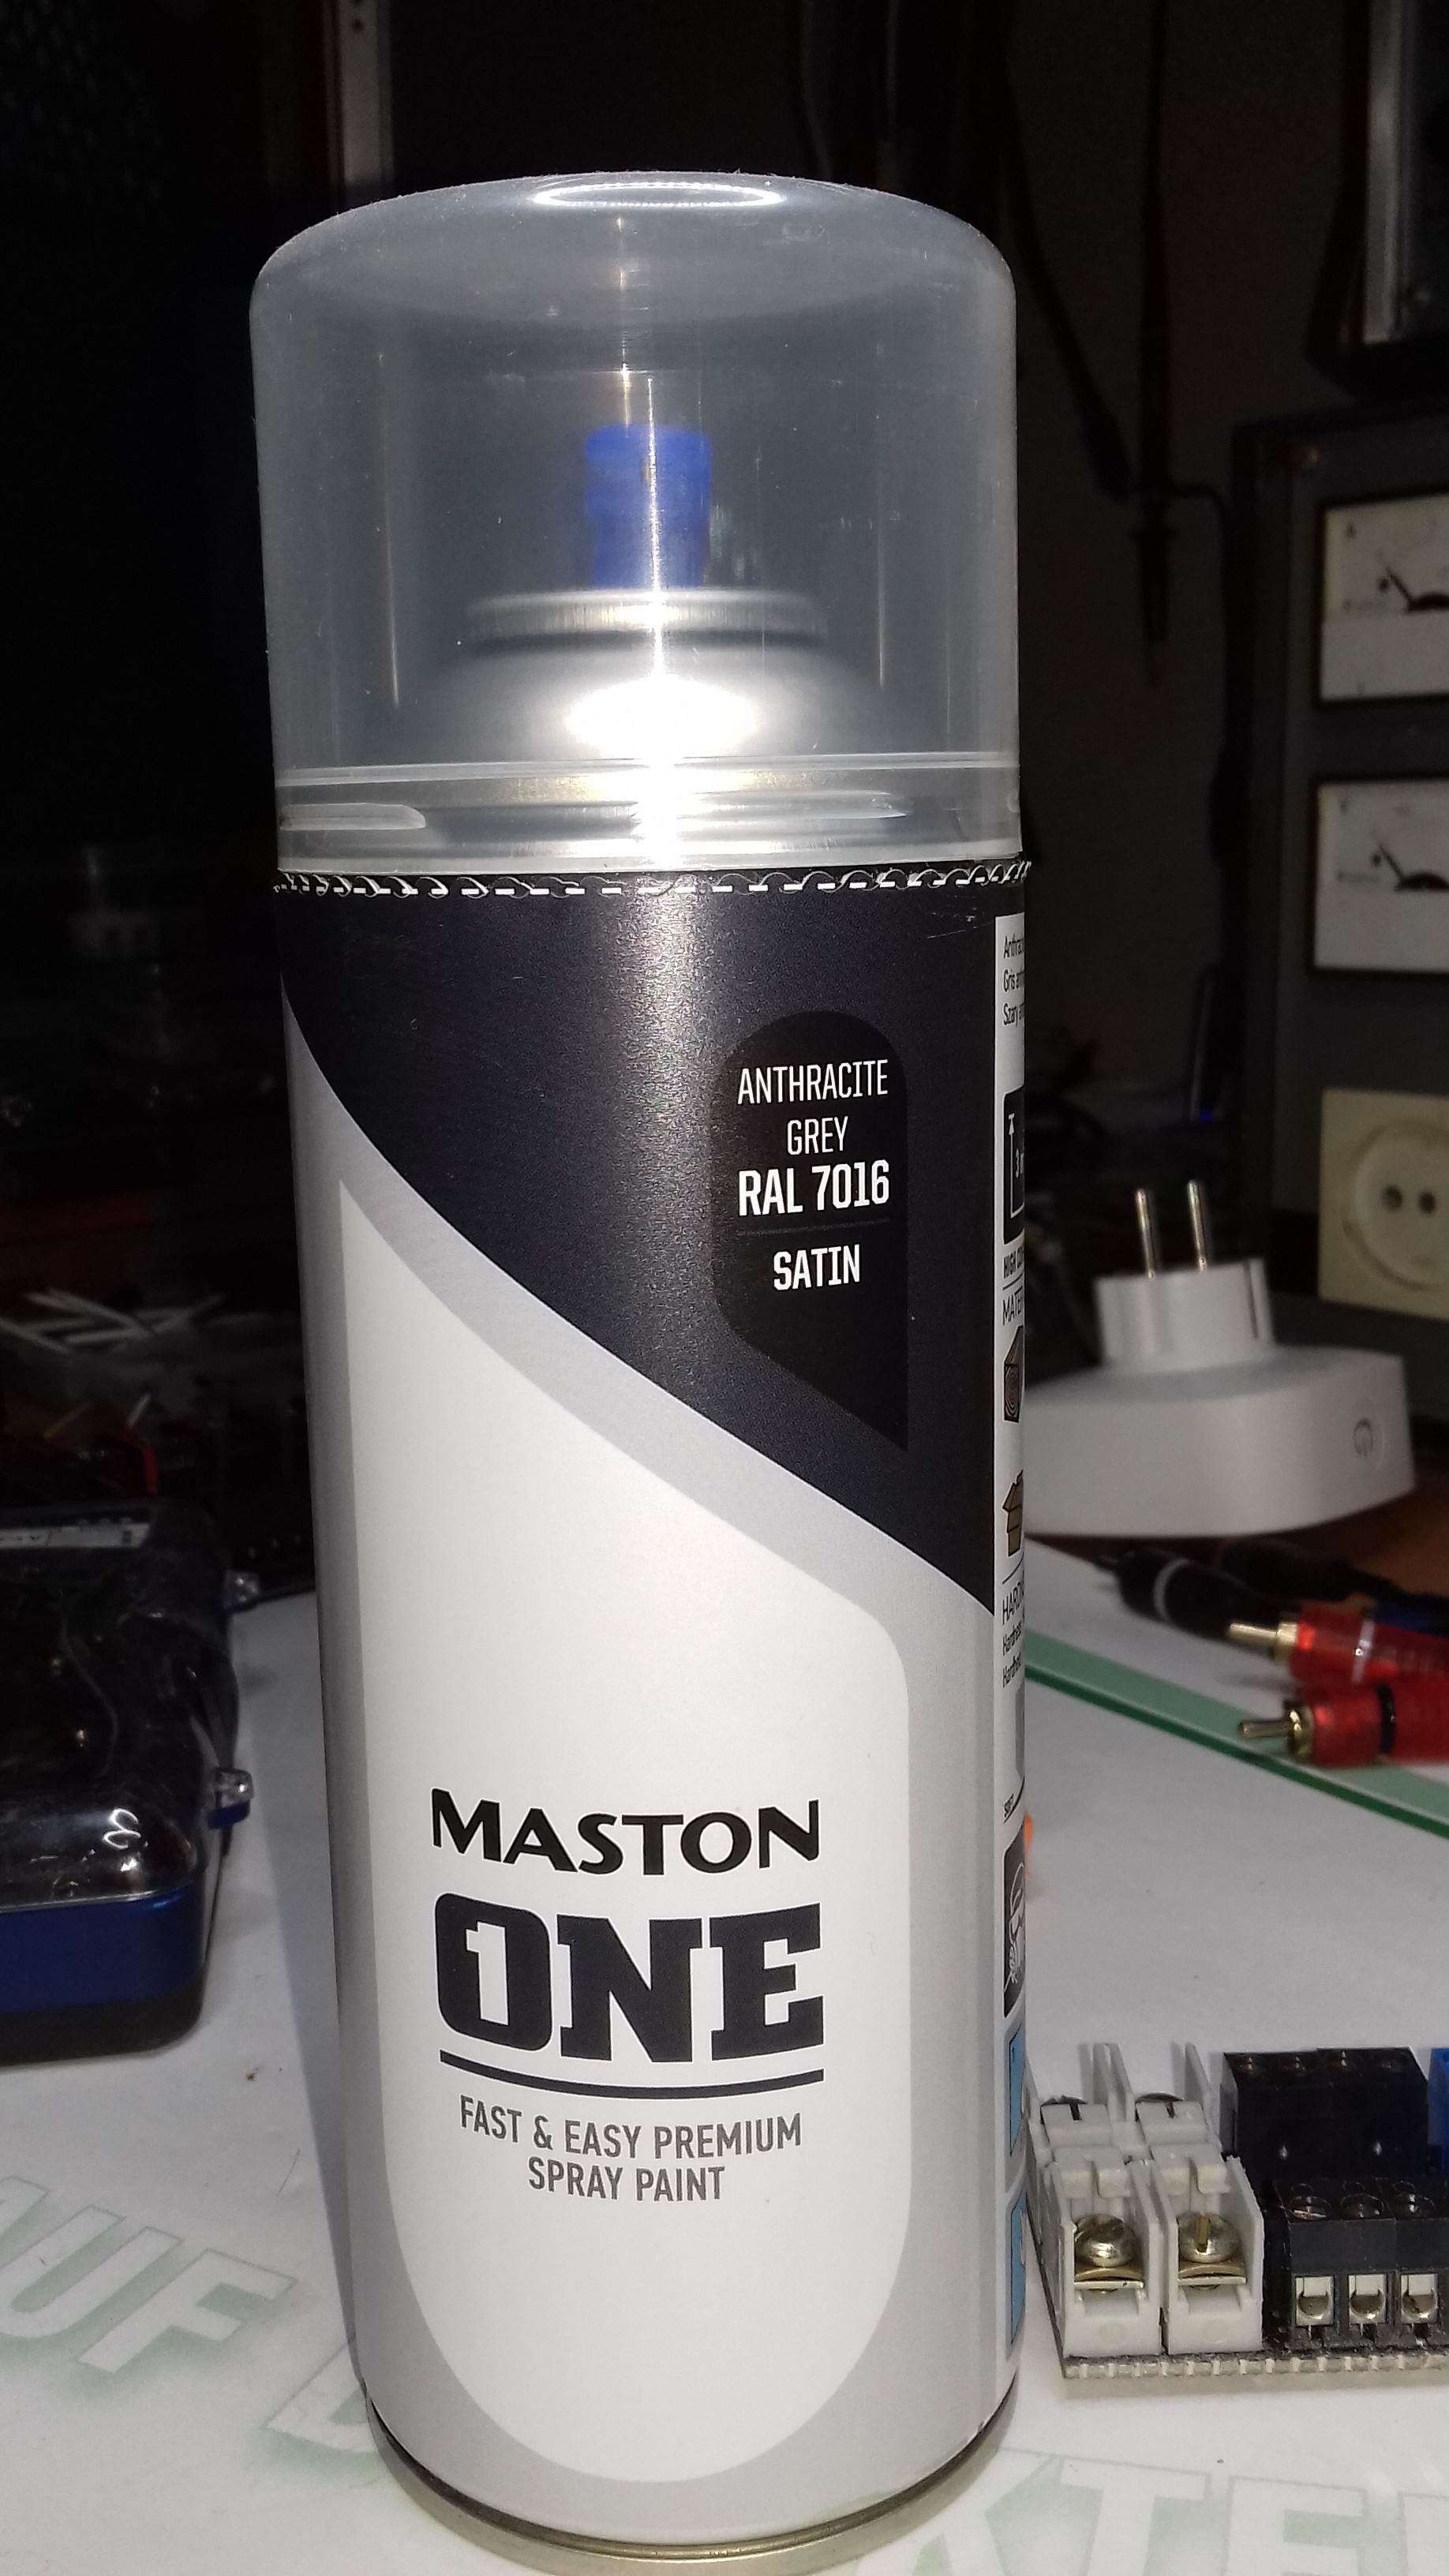 ANTHRACITE
GREY
RAL 7016
SATIN
MASTON
ONE
FAST & EASY PREMIUM
SPRAY PAINT